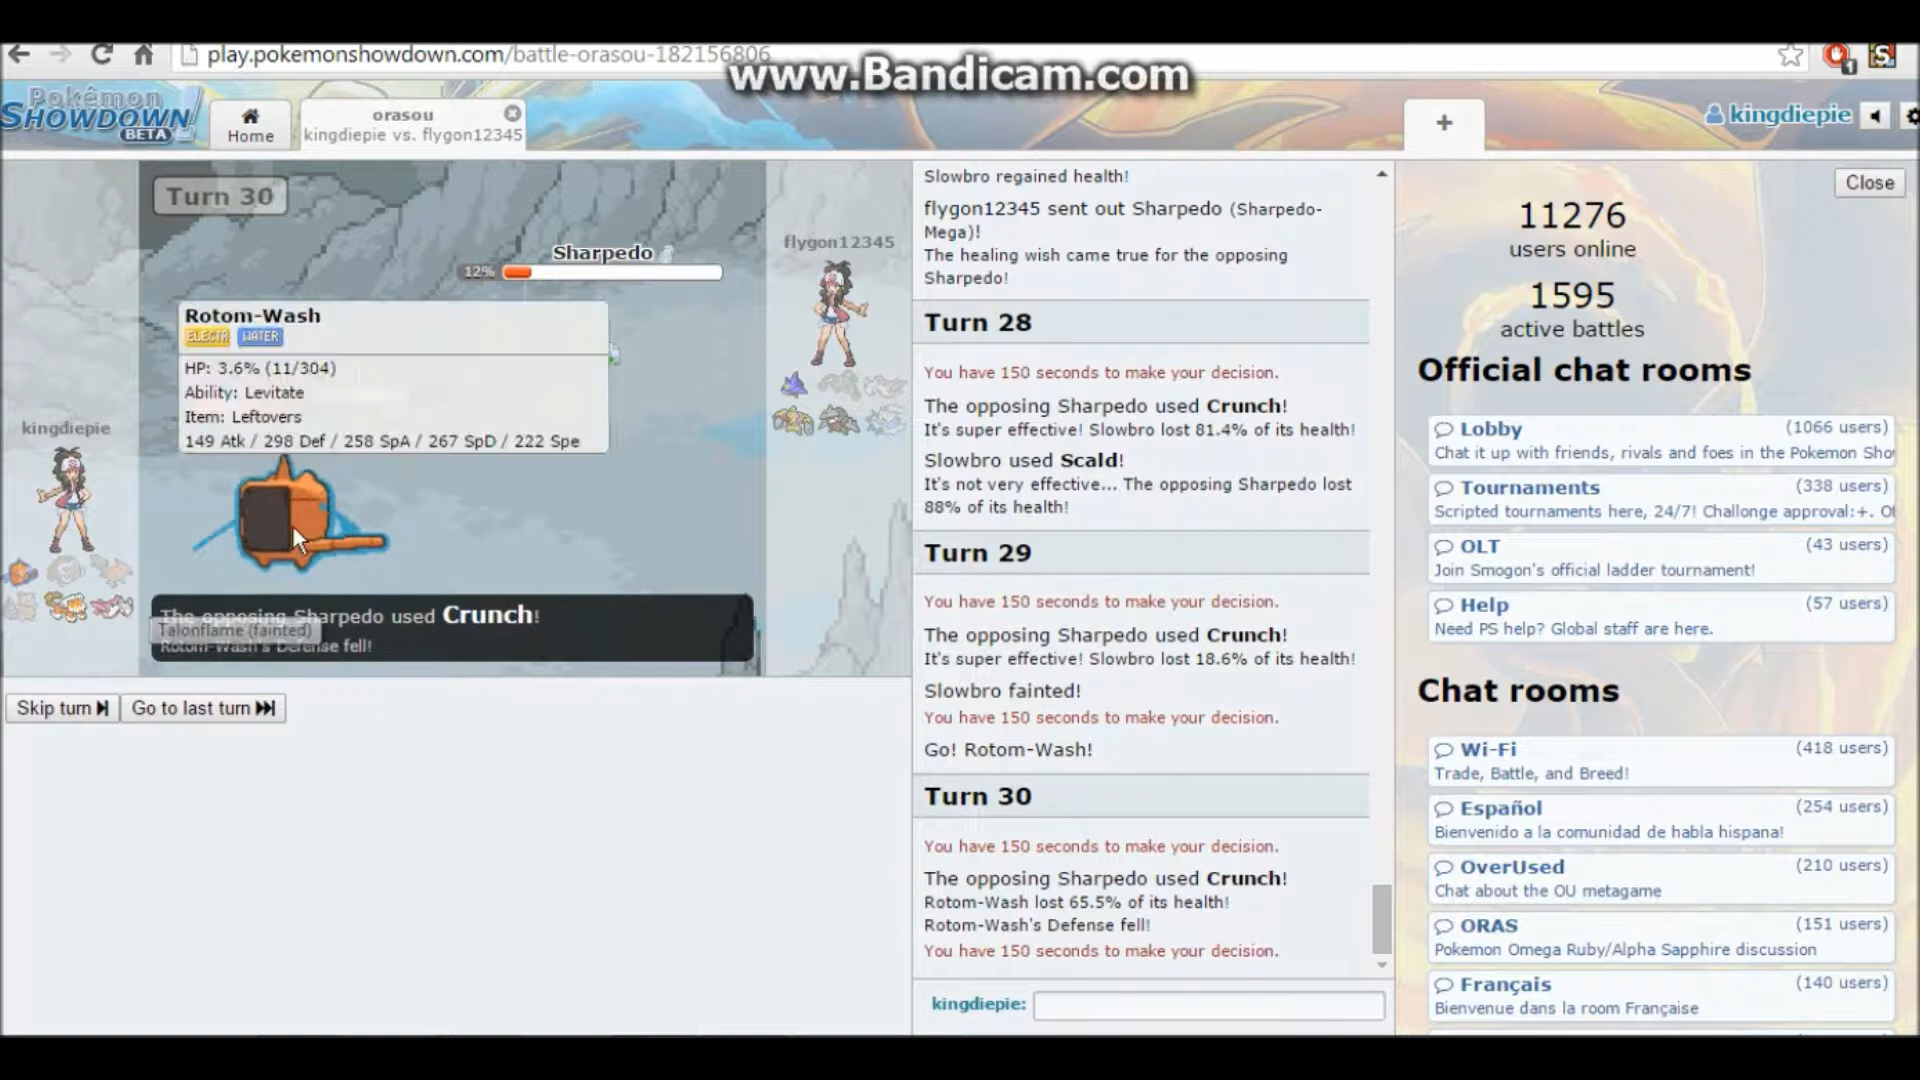 play.pokemonshowdown.com/battle-orasou-182156806
www.Bandicam.com
1
Pokémon
SHOWDOWN
BETA
Home
orasou
kingdiepie vs. flygon12345
+
kingdiepie
Turn 30
Sharpedo
12%
flygon12345
Rotom-Wash
ELECTR WATER
HP: 3.6% (11/304)
Ability: Levitate
Item: Leftovers
149 Atk / 298 Def / 258 SpA / 267 SpD / 222 Spe
kingdiepie
The opposing Sharpedo used Crunch!
Talonflame (fainted)
Rotom-Wash's Defense fell!
Skip turn
Go to last turn
Slowbro regained health!
flygon12345 sent out Sharpedo (Sharpedo-
Mega)!
The healing wish came true for the opposing
Sharpedo!
Turn 28
You have 150 seconds to make your decision.
The opposing Sharpedo used Crunch!
It's super effective! Slowbro lost 81.4% of its health!
Slowbro used Scald!
It's not very effective... The opposing Sharpedo lost
88% of its health!
Turn 29
You have 150 seconds to make your decision.
The opposing Sharpedo used Crunch!
It's super effective! Slowbro lost 18.6% of its health!
Slowbro fainted!
You have 150 seconds to make your decision.
Go! Rotom-Wash!
Turn 30
You have 150 seconds to make your decision.
The opposing Sharpedo used Crunch!
Rotom-Wash lost 65.5% of its health!
Rotom-Wash's Defense fell!
You have 150 seconds to make your decision.
kingdiepie:
Close
11276
users online
1595
active battles
Official chat rooms
Lobby (1066 users)
Chat it up with friends, rivals and foes in the Pokemon Sho
Tournaments (338 users)
Scripted tournaments here, 24/7! Challonge approval:+. O
OLT (43 users)
Join Smogon's official ladder tournament!
Help (57 users)
Need PS help? Global staff are here.
Chat rooms
Wi-Fi (418 users)
Trade, Battle, and Breed!
Español (254 users)
Bienvenido a la comunidad de habla hispana!
OverUsed (210 users)
Chat about the OU metagame
ORAS (151 users)
Pokemon Omega Ruby/Alpha Sapphire discussion
Français (140 users)
Bienvenue dans la room Française